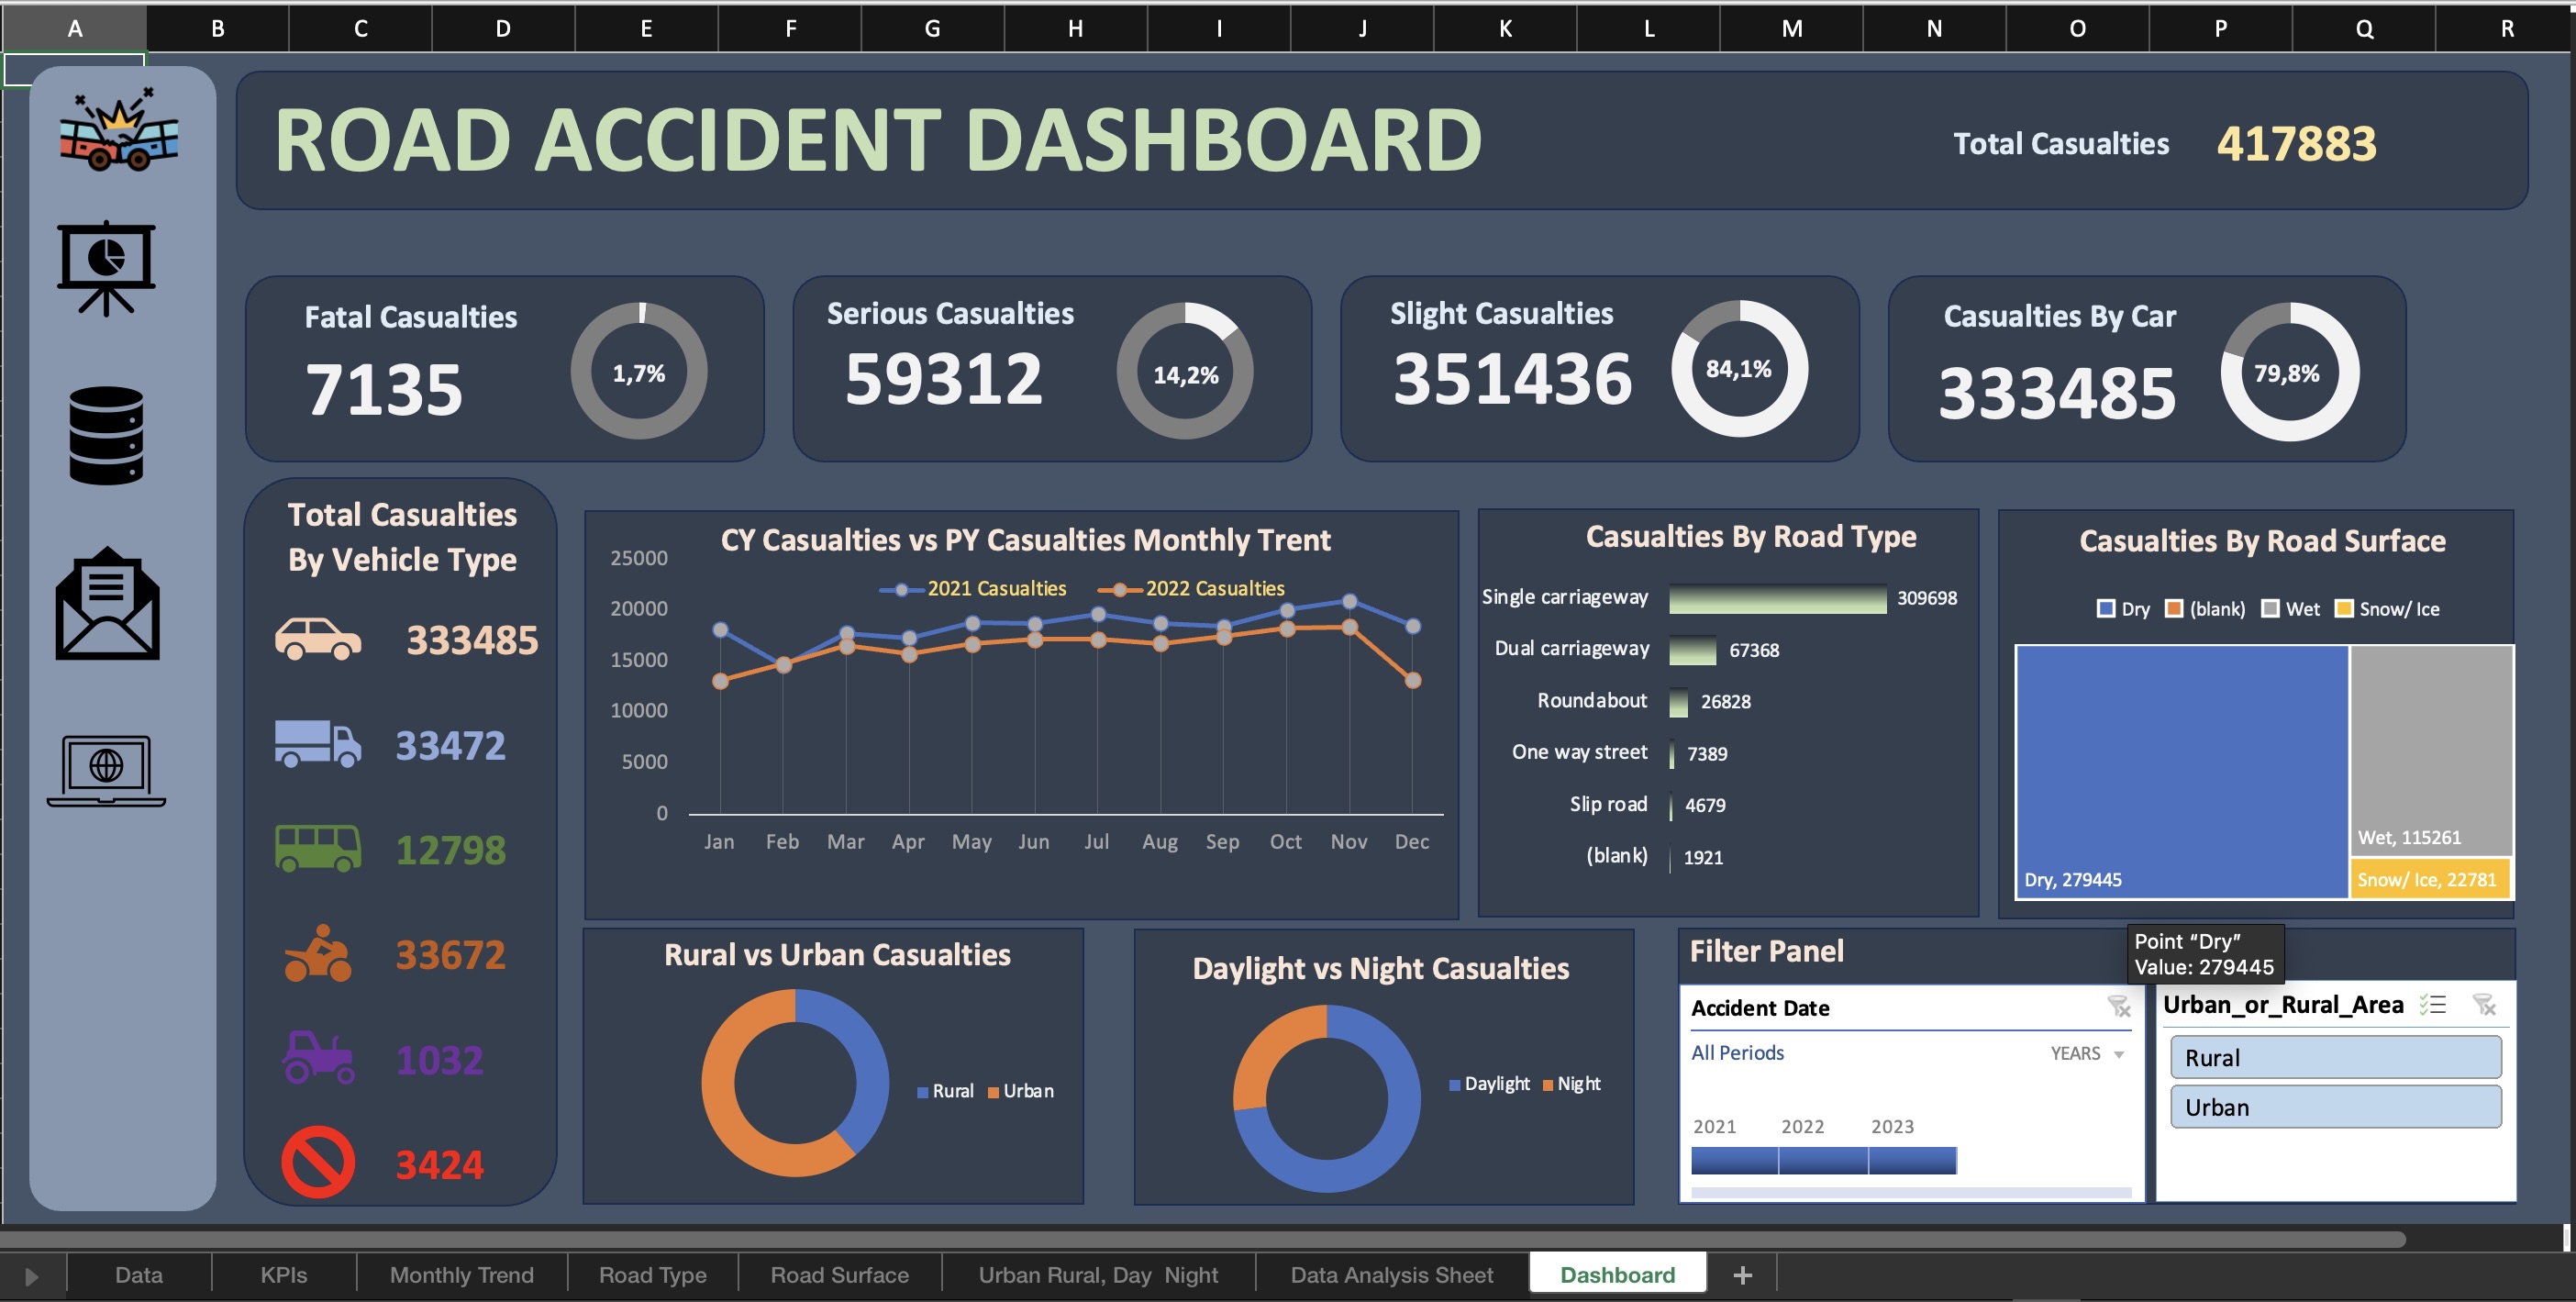 A B C D E F G H I J K L M N O P Q R
ROAD ACCIDENT DASHBOARD
Total Casualties 417883
Fatal Casualties
7135
1,7%
Serious Casualties
59312
14,2%
Slight Casualties
351436
84,1%
Casualties By Car
333485
79,8%
Total Casualties
By Vehicle Type
333485
33472
12798
33672
1032
3424
CY Casualties vs PY Casualties Monthly Trent
2021 Casualties 2022 Casualties
25000
20000
15000
10000
5000
0
Jan Feb Mar Apr May Jun Jul Aug Sep Oct Nov Dec
Casualties By Road Type
Single carriageway 309698
Dual carriageway 67368
Roundabout 26828
One way street 7389
Slip road 4679
(blank) 1921
Casualties By Road Surface
Dry (blank) Wet Snow/ Ice
Wet, 115261
Dry, 279445
Snow/ Ice, 22781
Point “Dry”
Value: 279445
Rural vs Urban Casualties
Rural Urban
Daylight vs Night Casualties
Daylight Night
Filter Panel
Accident Date
All Periods YEARS
2021 2022 2023
Urban_or_Rural_Area
Rural
Urban
Data KPIs Monthly Trend Road Type Road Surface Urban Rural, Day  Night Data Analysis Sheet Dashboard +